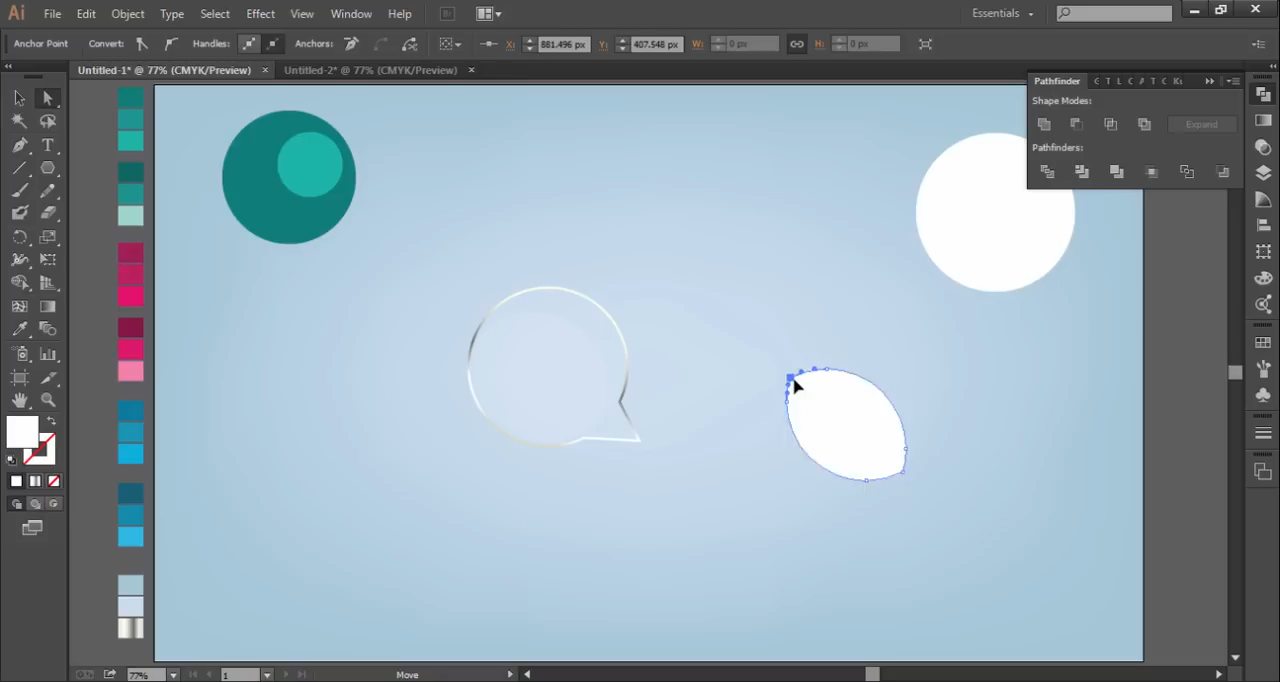 Ai File Edit Object Type Select Effect View Window Help Br Essentials
Anchor Point Convert: Handles: Anchors: X: 881.496 px Y: 407.548 px W: 0 px H: 0 px
Untitled-1* @ 77% (CMYK/Preview) × Untitled-2* @ 77% (CMYK/Preview) ×
Pathfinder
Shape Modes:
Expand
Pathfinders:
77% 1 Move